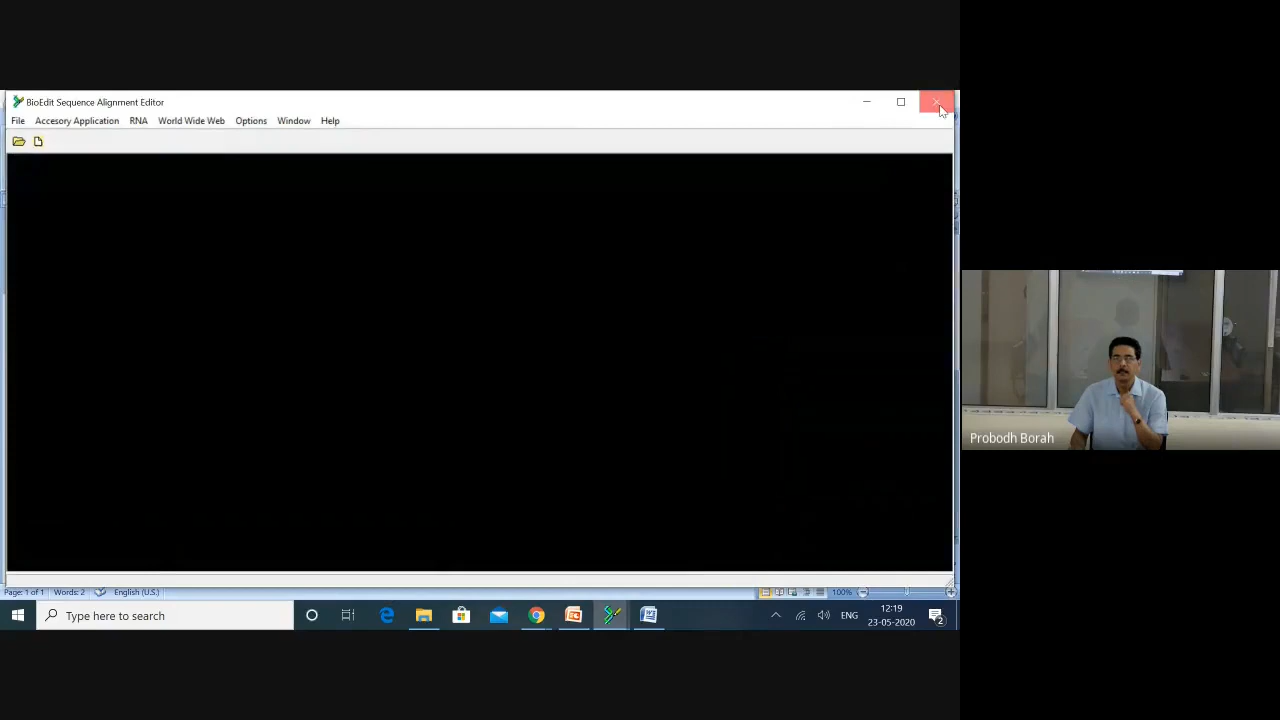 BioEdit Sequence Alignment Editor
File Accesory Application RNA World Wide Web Options Window Help
Probodh Borah
Page: 1 of 1 Words: 2 English (U.S.) 100%
Type here to search ENG 12:19 23-05-2020 2